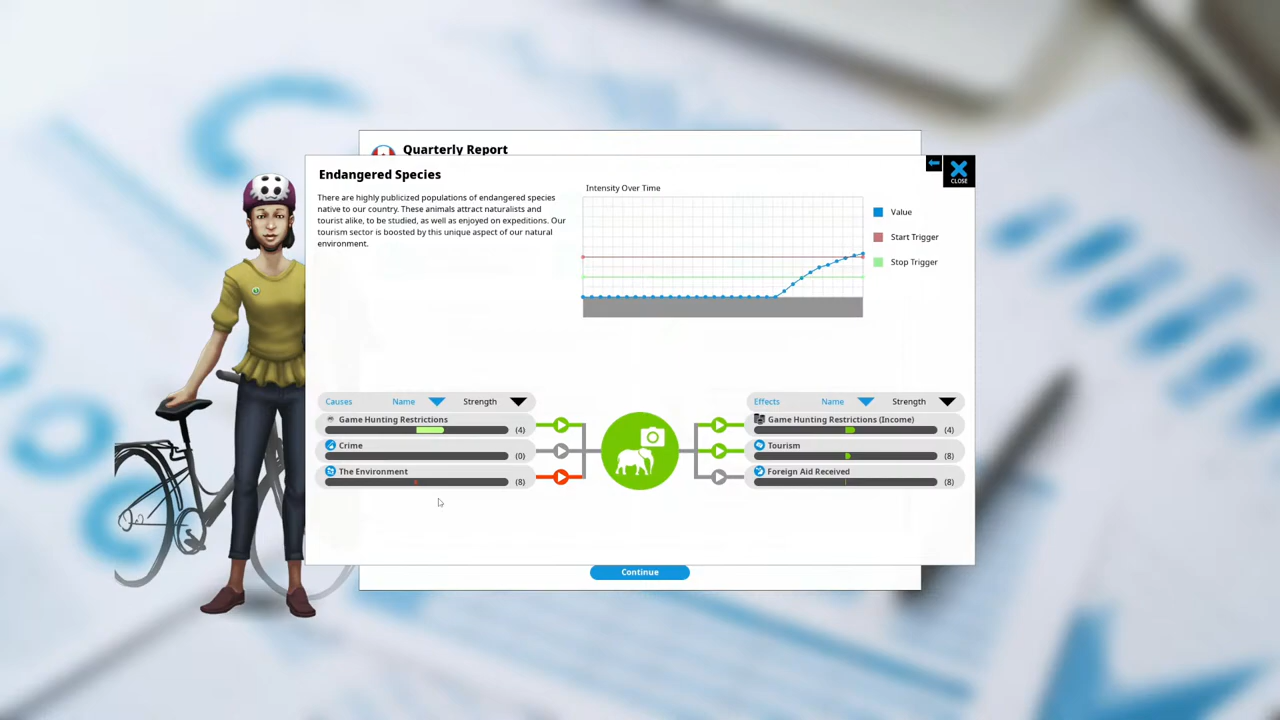 Quarterly Report
Endangered Species
CLOSE
There are highly publicized populations of endangered species
native to our country. These animals attract naturalists and
tourist alike, to be studied, as well as enjoyed on expeditions. Our
tourism sector is boosted by this unique aspect of our natural
environment.
Intensity Over Time
Value
Start Trigger
Stop Trigger
Causes Name Strength
Game Hunting Restrictions
(4)
Crime
(0)
The Environment
(8)
Effects Name Strength
Game Hunting Restrictions (Income)
(4)
Tourism
(8)
Foreign Aid Received
(8)
Continue